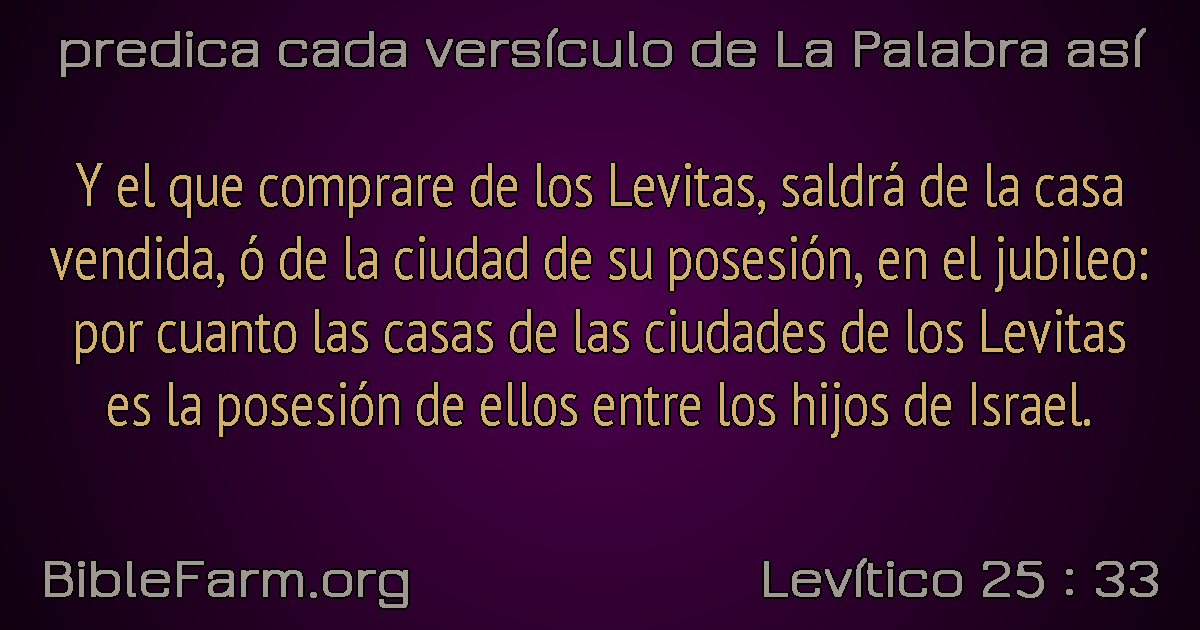 predica cada versículo de La Palabra así
Y el que comprare de los Levitas, saldrá de la casa
vendida, ó de la ciudad de su posesión, en el jubileo:
por cuanto las casas de las ciudades de los Levitas
es la posesión de ellos entre los hijos de Israel.
BibleFarm.org
Levítico 25 : 33